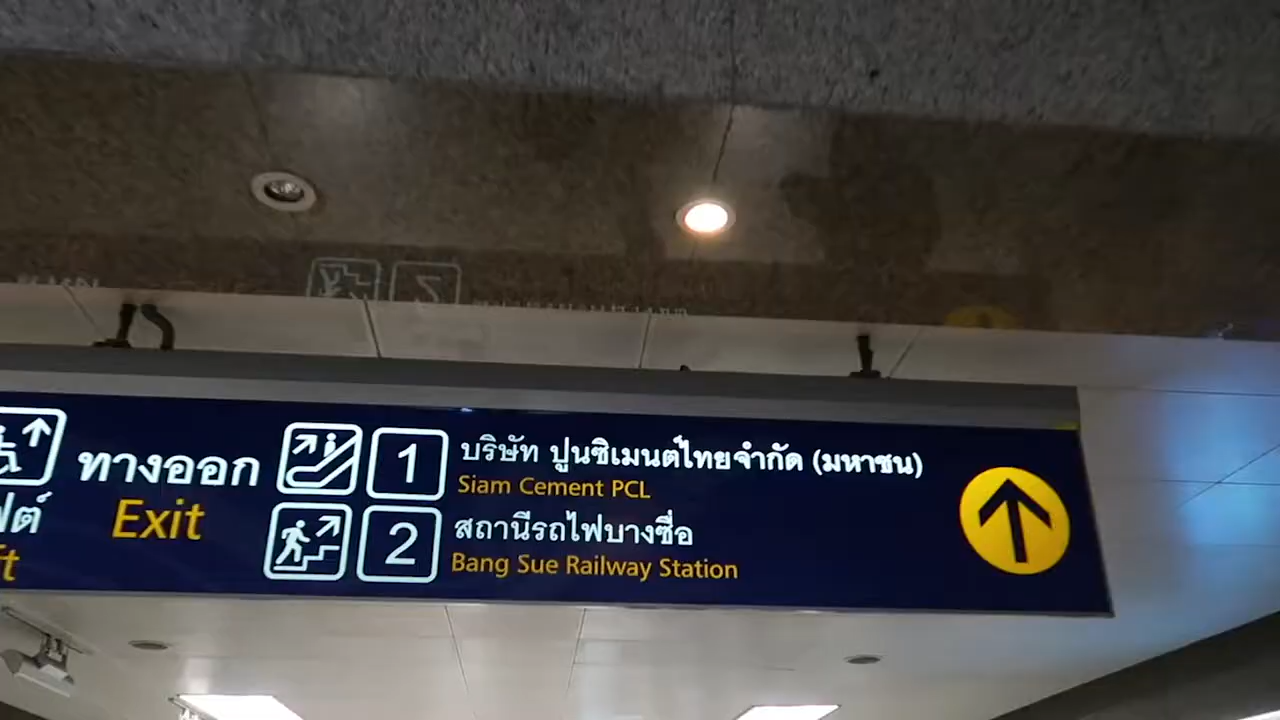 ทางออก
Exit
1
บริษัท ปูนซิเมนต์ไทยจำกัด (มหาชน)
Siam Cement PCL
2
สถานีรถไฟบางซื่อ
Bang Sue Railway Station